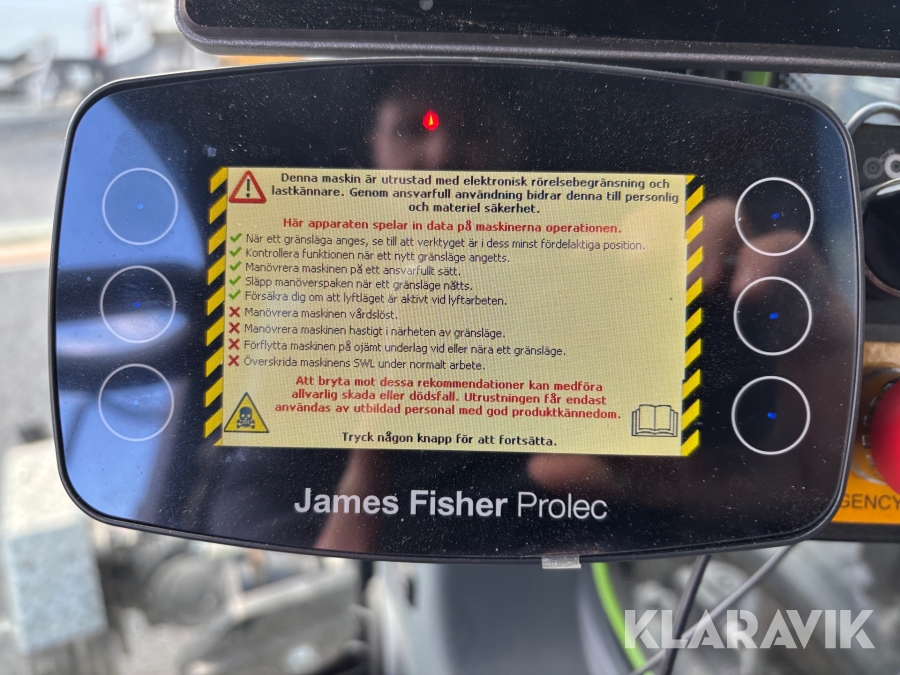 Denna maskin är utrustad med elektronisk rörelsebegränsning och
lastkännare. Genom ansvarfull användning bidrar denna till personlig
och materiel säkerhet.
Här apparaten spelar in data på maskinerna operationen.
När ett gränsläga anges, se till att verktyget är i dess minst fördelaktiga position.
Kontrollera funktionen när ett nytt gränsläge angetts.
Manövrera maskinen på ett ansvarfullt sätt.
Släpp manöverspaken när ett gränsläge nåtts.
Försäkra dig om att lyftläget är aktivt vid lyftarbeten.
Manövrera maskinen vårdslöst.
Manövrera maskinen hastigt i närheten av gränsläge.
Förflytta maskinen på ojämt underlag vid eller nära ett gränsläge.
Överskrida maskinens SWL under normalt arbete.
Att bryta mot dessa rekommendationer kan medföra
allvarlig skada eller dödsfall. Utrustningen får endast
användas av utbildad personal med god produktkännedom.
Tryck någon knapp för att fortsätta.
James Fisher Prolec
GENCY
KLARAVIK